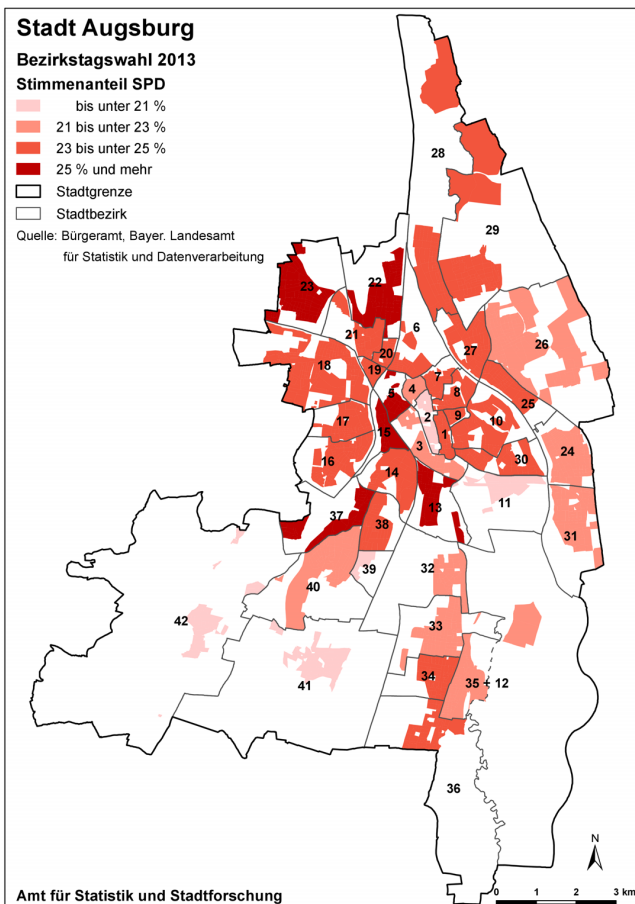 Stadt Augsburg
Bezirkstagswahl 2013
Stimmenanteil SPD
bis unter 21 %
21 bis unter 23 %
23 bis unter 25 %
25 % und mehr
Stadtgrenze
Stadtbezirk
Quelle: Bürgeramt, Bayer. Landesamt
für Statistik und Datenverarbeitung
28
29
23
22
6
21
26
27
20
18
19
7
5
4
8
25
2
9
10
17
15
1
3
24
16
30
14
11
13
37
31
38
39
32
40
42
33
34
41
35 + 12
36
N
Amt für Statistik und Stadtforschung
0 1 2 3 km